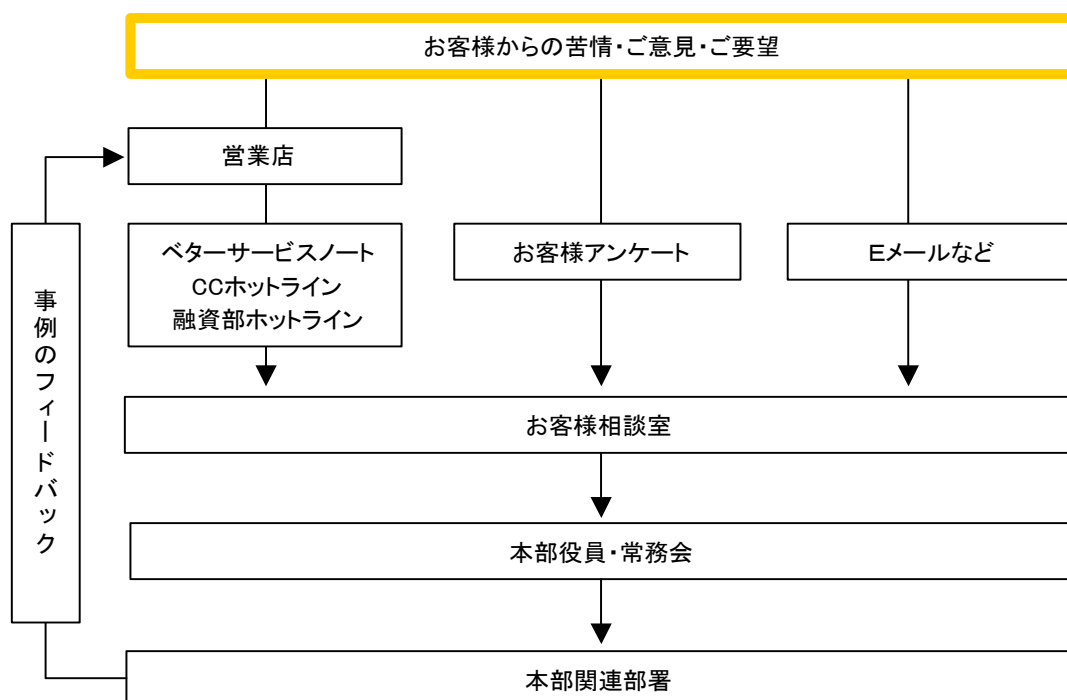 お客様からの苦情・ご意見・ご要望
営業店
ベターサービスノート
CCホットライン
融資部ホットライン
お客様アンケート
Eメールなど
事例のフィードバック
お客様相談室
本部役員・常務会
本部関連部署